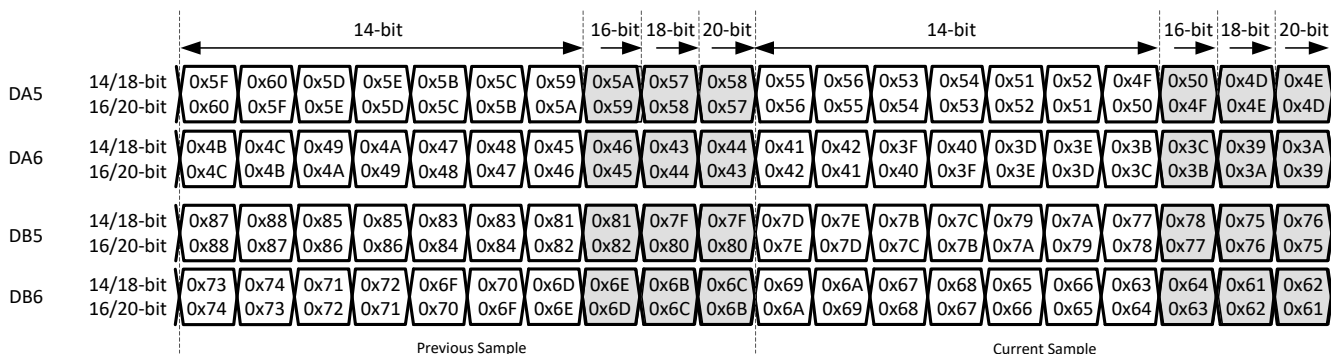 14-bit 16-bit 18-bit 20-bit 14-bit 16-bit 18-bit 20-bit
DA5
14/18-bit 0x5F 0x60 0x5D 0x5E 0x5B 0x5C 0x59 0x5A 0x57 0x58 0x55 0x56 0x53 0x54 0x51 0x52 0x4F 0x50 0x4D 0x4E
16/20-bit 0x60 0x5F 0x5E 0x5D 0x5C 0x5B 0x5A 0x59 0x58 0x57 0x56 0x55 0x54 0x53 0x52 0x51 0x50 0x4F 0x4E 0x4D
DA6
14/18-bit 0x4B 0x4C 0x49 0x4A 0x47 0x48 0x45 0x46 0x43 0x44 0x41 0x42 0x3F 0x40 0x3D 0x3E 0x3B 0x3C 0x39 0x3A
16/20-bit 0x4C 0x4B 0x4A 0x49 0x48 0x47 0x46 0x45 0x44 0x43 0x42 0x41 0x40 0x3F 0x3E 0x3D 0x3C 0x3B 0x3A 0x39
DB5
14/18-bit 0x87 0x88 0x85 0x85 0x83 0x83 0x81 0x81 0x7F 0x7F 0x7D 0x7E 0x7B 0x7C 0x79 0x7A 0x77 0x78 0x75 0x76
16/20-bit 0x88 0x87 0x86 0x86 0x84 0x84 0x82 0x82 0x80 0x80 0x7E 0x7D 0x7C 0x7B 0x7A 0x79 0x78 0x77 0x76 0x75
DB6
14/18-bit 0x73 0x74 0x71 0x72 0x6F 0x70 0x6D 0x6E 0x6B 0x6C 0x69 0x6A 0x67 0x68 0x65 0x66 0x63 0x64 0x61 0x62
16/20-bit 0x74 0x73 0x72 0x71 0x70 0x6F 0x6E 0x6D 0x6C 0x6B 0x6A 0x69 0x68 0x67 0x66 0x65 0x64 0x63 0x62 0x61
Previous Sample Current Sample